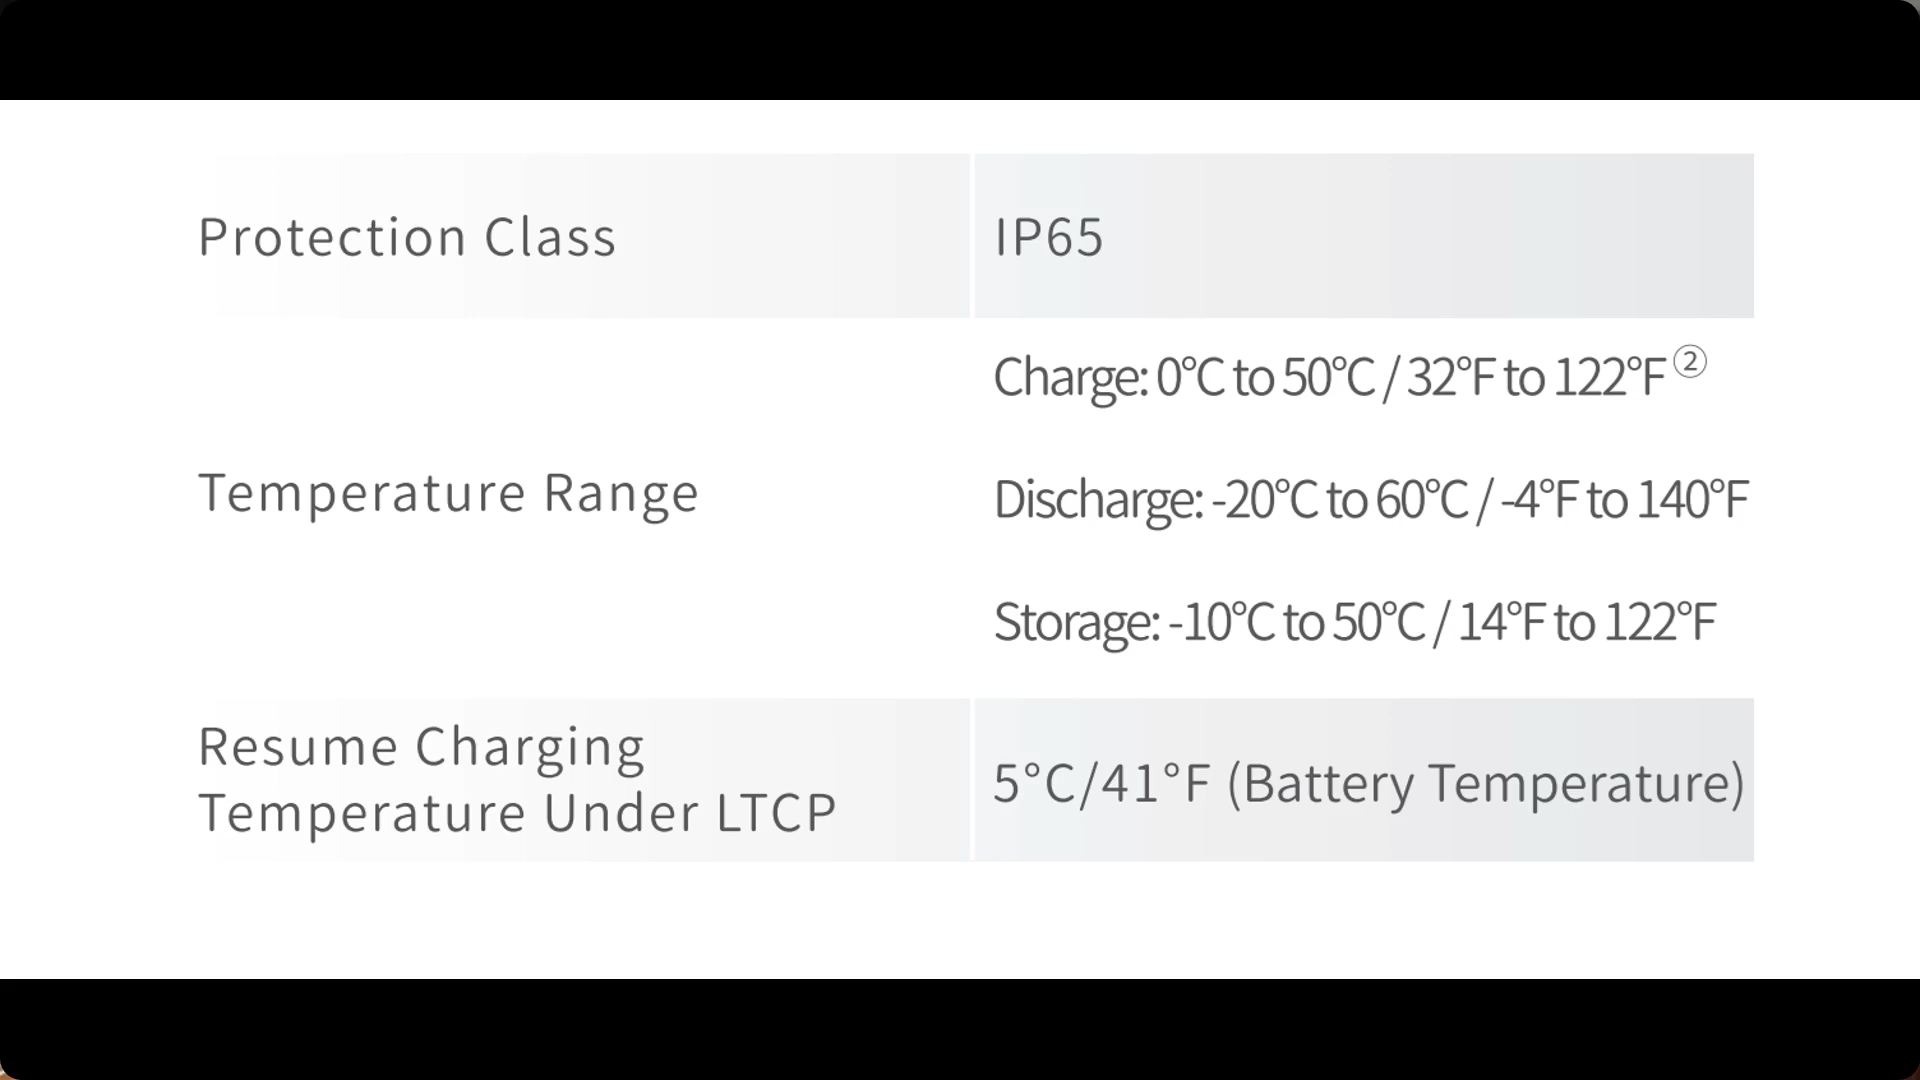 Protection Class
IP65
Temperature Range
Charge: 0°C to 50°C / 32°F to 122°F ②
Discharge: -20°C to 60°C / -4°F to 140°F
Storage: -10°C to 50°C / 14°F to 122°F
Resume Charging
Temperature Under LTCP
5°C/41°F (Battery Temperature)